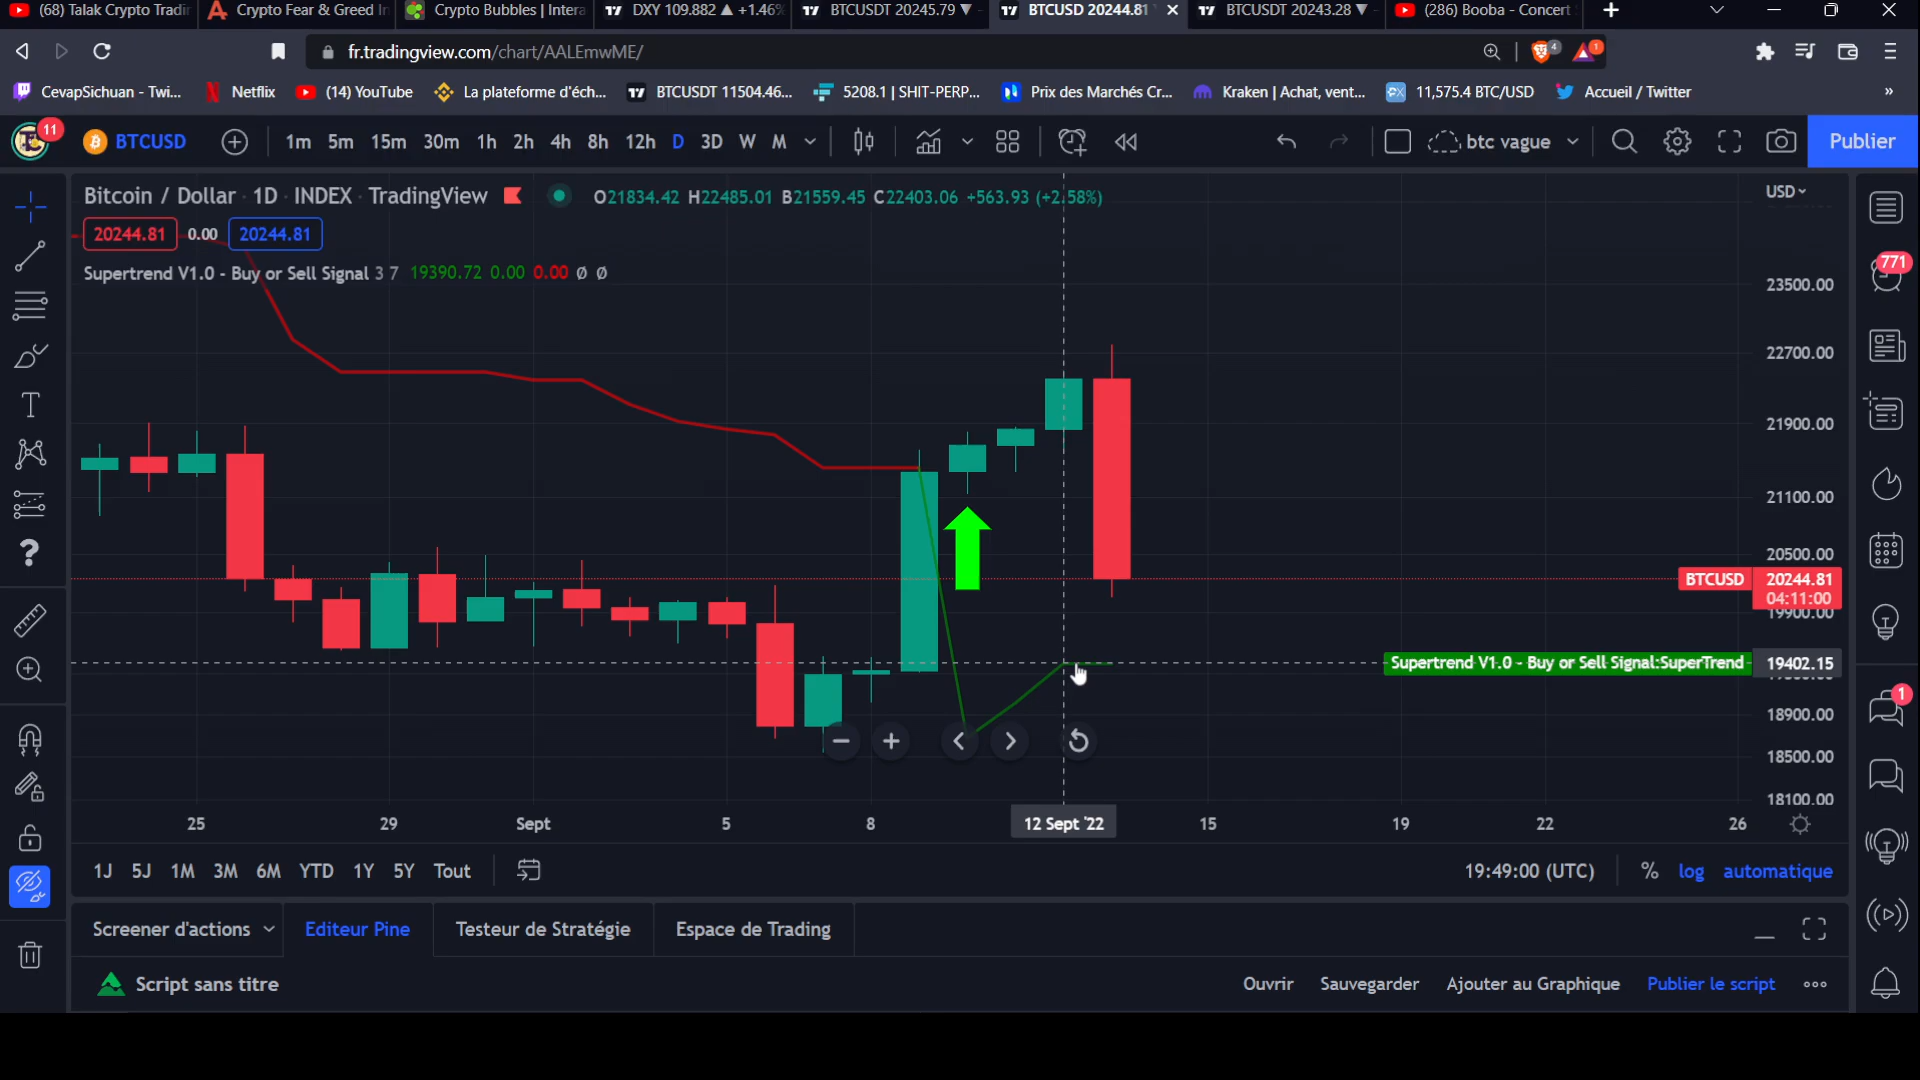 (68) Talak Crypto Tradi
Crypto Fear & Greed In
Crypto Bubbles | Intera
DXY 109.882 ▲ +1.46%
BTCUSDT 20245.79 ▼
BTCUSD 20244.81
BTCUSDT 20243.28 ▼
(286) Booba - Concert
fr.tradingview.com/chart/AALEmwME/
4
1
CevapSichuan - Twi...
Netflix
(14) YouTube
La plateforme d'éch...
BTCUSDT 11504.46...
5208.1 | SHIT-PERP...
Prix des Marchés Cr...
Kraken | Achat, vent...
11,575.4 BTC/USD
Accueil / Twitter
»
11
BTCUSD
1m 5m 15m 30m 1h 2h 4h 8h 12h D 3D W M
btc vague
Publier
Bitcoin / Dollar · 1D · INDEX · TradingView
O21834.42 H22485.01 B21559.45 C22403.06 +563.93 (+2.58%)
USD
20244.81 0.00 20244.81
Supertrend V1.0 - Buy or Sell Signal 3 7 19390.72 0.00 0.00 Ø Ø
771
23500.00
22700.00
21900.00
21100.00
20500.00
BTCUSD 20244.81
04:11:00
19900.00
Supertrend V1.0 - Buy or Sell Signal:SuperTrend 19402.15
1
18900.00
18500.00
18100.00
25 29 Sept 5 8 12 Sept '22 15 19 22 26
1J 5J 1M 3M 6M YTD 1Y 5Y Tout
19:49:00 (UTC) % log automatique
Screener d'actions
Editeur Pine
Testeur de Stratégie
Espace de Trading
Script sans titre
Ouvrir Sauvegarder Ajouter au Graphique Publier le script